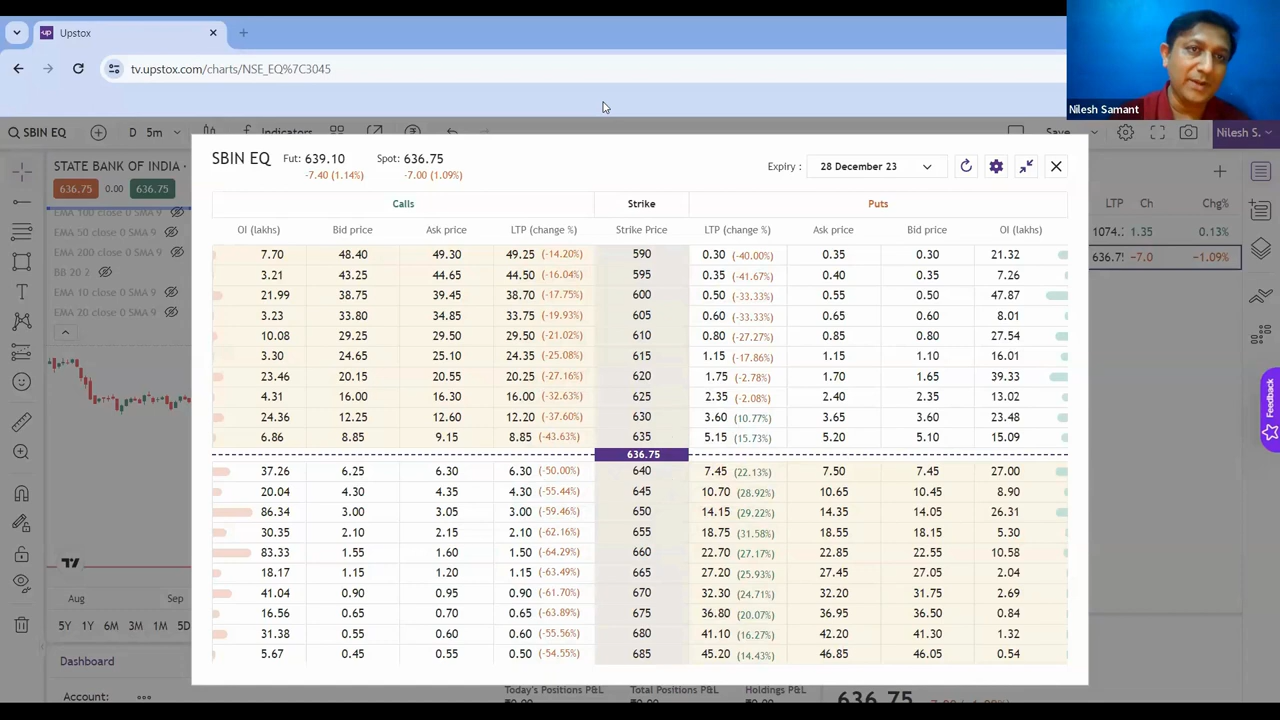 Upstox
tv.upstox.com/charts/NSE_EQ%7C3045
Nilesh Samant
SBIN EQ D 5m Indicators Save Nilesh S.
STATE BANK OF INDIA
636.75 0.00 636.75
EMA 100 close 0 SMA 9
EMA 50 close 0 SMA 9
EMA 200 close 0 SMA 9
BB 20 2
EMA 10 close 0 SMA 9
EMA 20 close 0 SMA 9
Aug Sep
5Y 1Y 6M 3M 1M 5D
Dashboard
Account:
SBIN EQ Fut: 639.10 Spot: 636.75
-7.40 (1.14%) -7.00 (1.09%)
Expiry : 28 December 23
Calls Strike Puts
OI (lakhs) Bid price Ask price LTP (change %) Strike Price LTP (change %) Ask price Bid price OI (lakhs)
7.70 48.40 49.30 49.25 (-14.20%) 590 0.30 (-40.00%) 0.35 0.30 21.32
3.21 43.25 44.65 44.50 (-16.04%) 595 0.35 (-41.67%) 0.40 0.35 7.26
21.99 38.75 39.45 38.70 (-17.75%) 600 0.50 (-33.33%) 0.55 0.50 47.87
3.23 33.80 34.85 33.75 (-19.93%) 605 0.60 (-33.33%) 0.65 0.60 8.01
10.08 29.25 29.50 29.50 (-21.02%) 610 0.80 (-27.27%) 0.85 0.80 27.54
3.30 24.65 25.10 24.35 (-25.08%) 615 1.15 (-17.86%) 1.15 1.10 16.01
23.46 20.15 20.55 20.25 (-27.16%) 620 1.75 (-2.78%) 1.70 1.65 39.33
4.31 16.00 16.30 16.00 (-32.63%) 625 2.35 (-2.08%) 2.40 2.35 13.02
24.36 12.25 12.60 12.20 (-37.60%) 630 3.60 (10.77%) 3.65 3.60 23.48
6.86 8.85 9.15 8.85 (-43.63%) 635 5.15 (15.73%) 5.20 5.10 15.09
636.75
37.26 6.25 6.30 6.30 (-50.00%) 640 7.45 (22.13%) 7.50 7.45 27.00
20.04 4.30 4.35 4.30 (-55.44%) 645 10.70 (28.92%) 10.65 10.45 8.90
86.34 3.00 3.05 3.00 (-59.46%) 650 14.15 (29.22%) 14.35 14.05 26.31
30.35 2.10 2.15 2.10 (-62.16%) 655 18.75 (31.58%) 18.55 18.15 5.30
83.33 1.55 1.60 1.50 (-64.29%) 660 22.70 (27.17%) 22.85 22.55 10.58
18.17 1.15 1.20 1.15 (-63.49%) 665 27.20 (25.93%) 27.45 27.05 2.04
41.04 0.90 0.95 0.90 (-61.70%) 670 32.30 (24.71%) 32.20 31.75 2.69
16.56 0.65 0.70 0.65 (-63.89%) 675 36.80 (20.07%) 36.95 36.50 0.84
31.38 0.55 0.60 0.60 (-55.56%) 680 41.10 (16.27%) 42.20 41.30 1.32
5.67 0.45 0.55 0.50 (-54.55%) 685 45.20 (14.43%) 46.85 46.05 0.54
LTP Ch Chg%
1074. 1.35 0.13%
636.7 -7.0 -1.09%
Feedback
Today's Positions P&L Total Positions P&L Holdings P&L
636.75